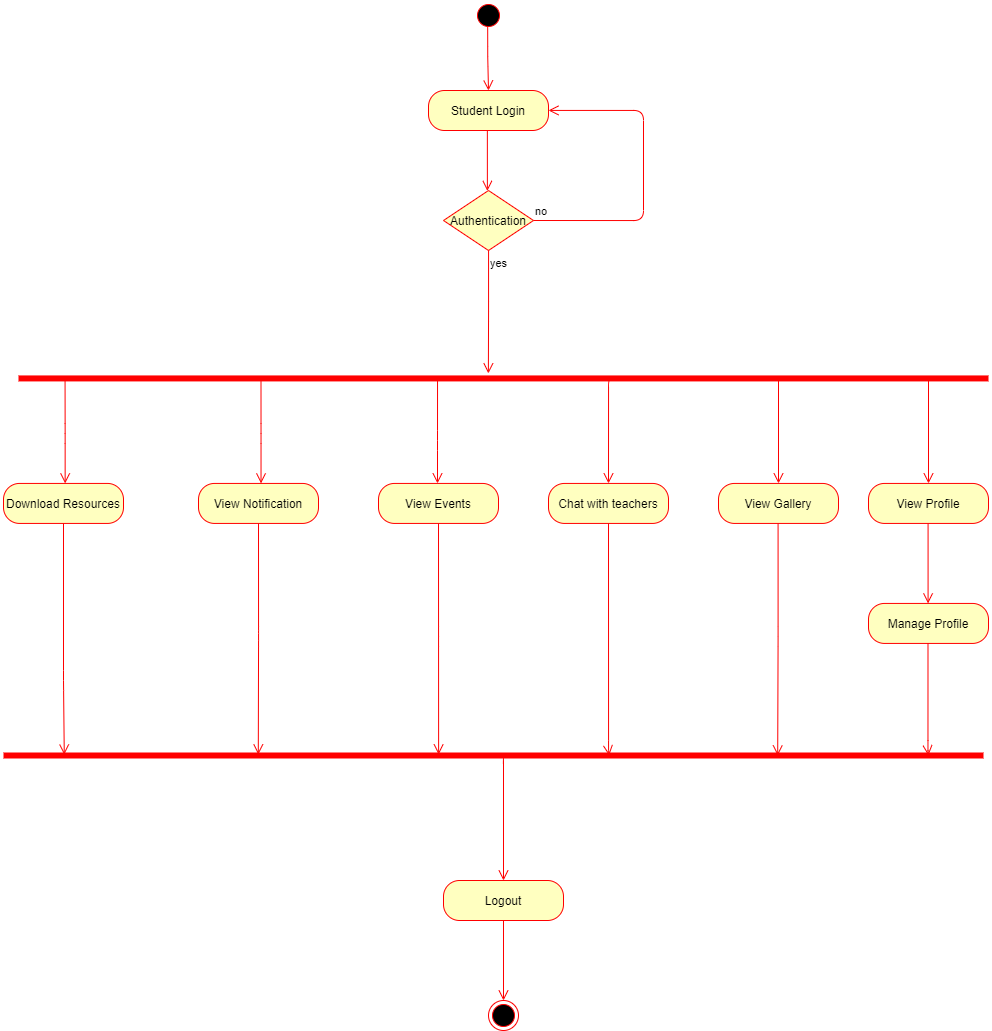 Student Login
Authentication
no
yes
Download Resources
View Notification
View Events
Chat with teachers
View Gallery
View Profile
Manage Profile
Logout